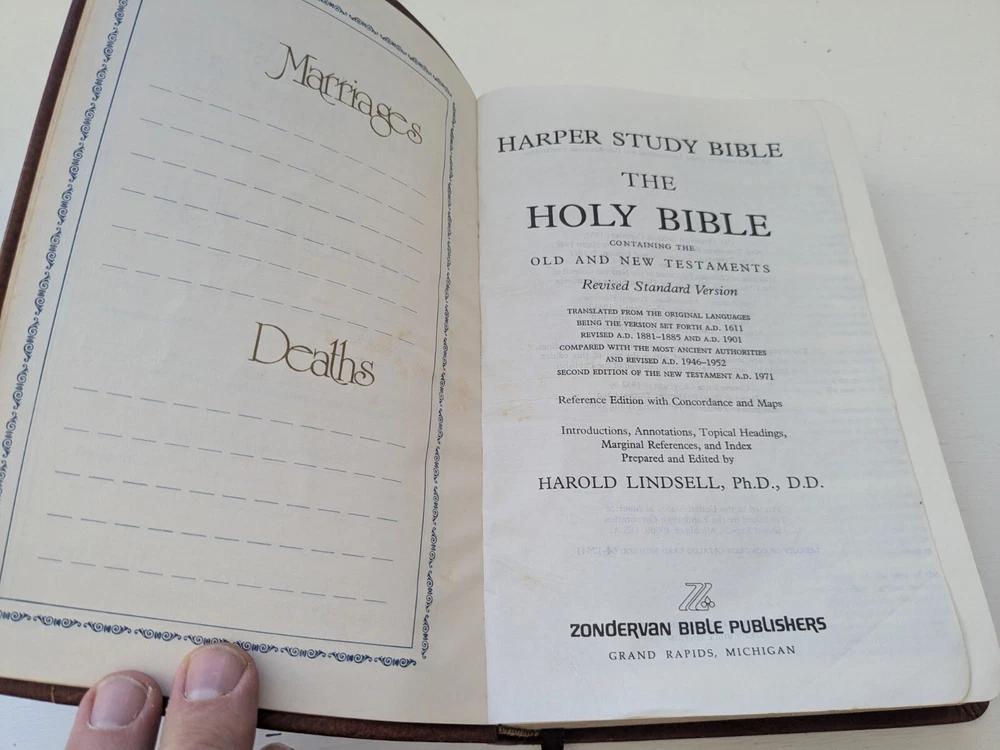 Marriages
Deaths
HARPER STUDY BIBLE
THE
HOLY BIBLE
CONTAINING THE
OLD AND NEW TESTAMENTS
Revised Standard Version
TRANSLATED FROM THE ORIGINAL LANGUAGES
BEING THE VERSION SET FORTH A.D. 1611
REVISED A.D. 1881–1885 AND A.D. 1901
COMPARED WITH THE MOST ANCIENT AUTHORITIES
AND REVISED A.D. 1946–1952
SECOND EDITION OF THE NEW TESTAMENT A.D. 1971
Reference Edition with Concordance and Maps
Introductions, Annotations, Topical Headings,
Marginal References, and Index
Prepared and Edited by
HAROLD LINDSELL, Ph.D., D.D.
ZONDERVAN BIBLE PUBLISHERS
GRAND RAPIDS, MICHIGAN